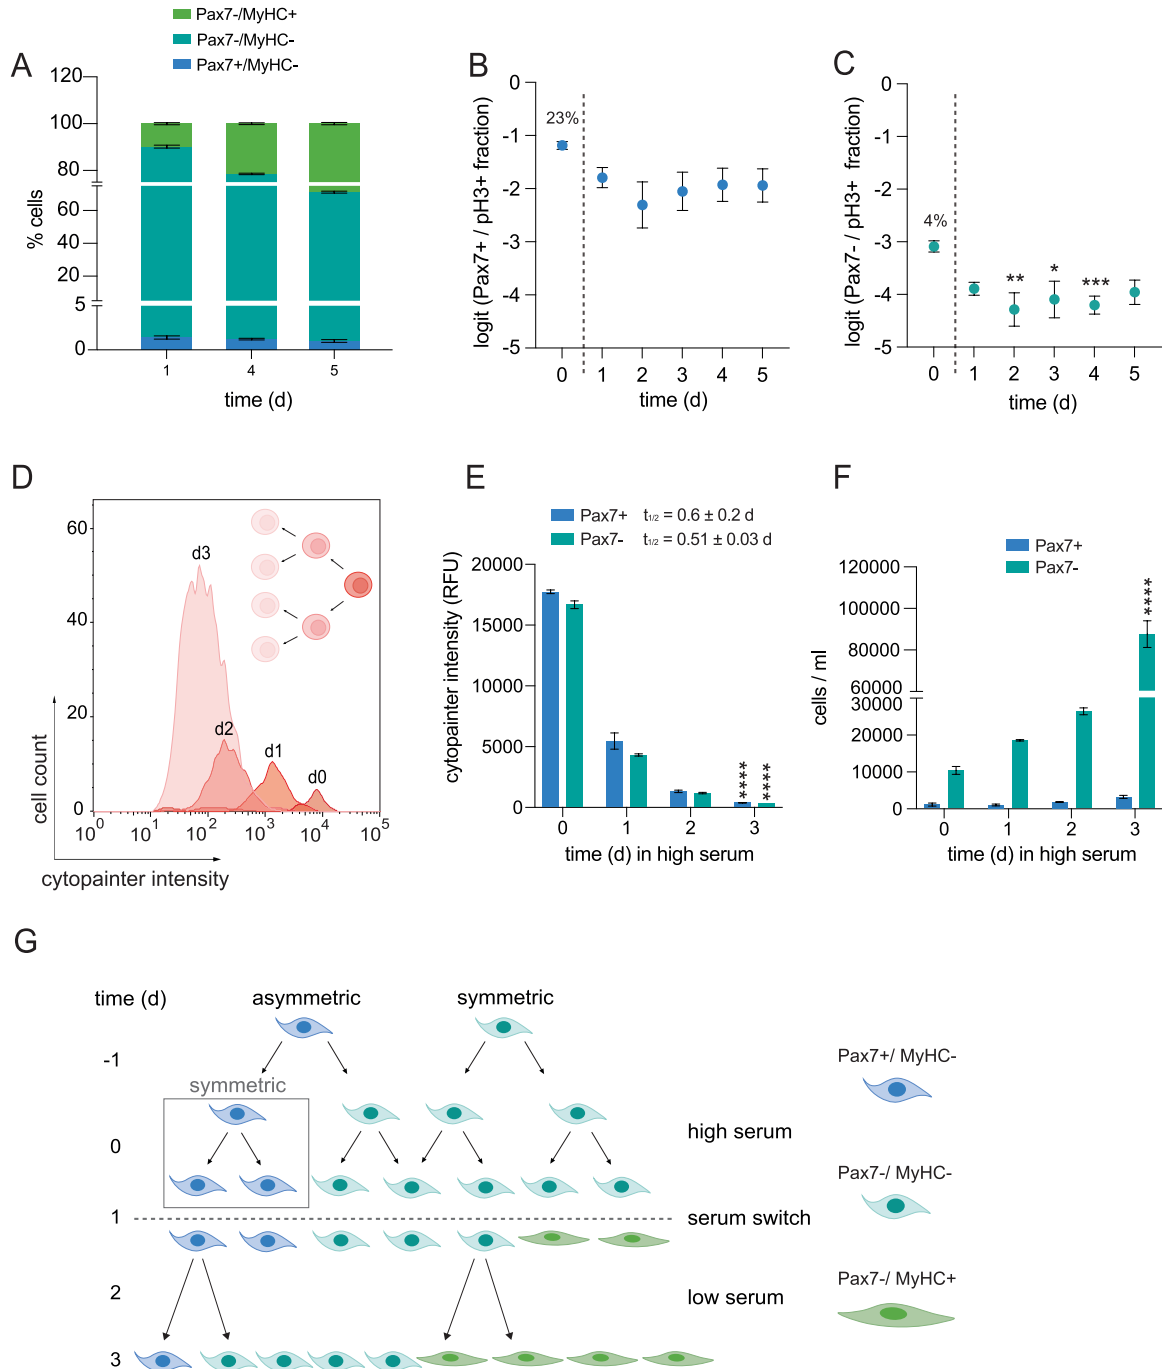 Pax7-/MyHC+
Pax7-/MyHC-
Pax7+/MyHC-
A
% cells
120
100
80
60
40
20
5
0
1 4 5
time (d)
B
logit (Pax7+ / pH3+ fraction)
0
-1
-2
-3
-4
-5
23%
0 1 2 3 4 5
time (d)
C
logit (Pax7- / pH3+ fraction)
0
-1
-2
-3
-4
-5
4%
** * ***
0 1 2 3 4 5
time (d)
D
60
40
20
0
d3
d2
d1
d0
10^0 10^1 10^2 10^3 10^4 10^5
cell count
cytopainter intensity
E
Pax7+ t1/2 = 0.6 ± 0.2 d
Pax7- t1/2 = 0.51 ± 0.03 d
cytopainter intensity (RFU)
20000
15000
10000
5000
0
**** ****
0 1 2 3
time (d) in high serum
F
Pax7+
Pax7-
cells / ml
120000
100000
80000
60000
30000
20000
10000
0
****
0 1 2 3
time (d) in high serum
G
time (d)
asymmetric symmetric
-1
symmetric
0
high serum
1
serum switch
2
low serum
3
Pax7+/ MyHC-
Pax7-/ MyHC-
Pax7-/ MyHC+